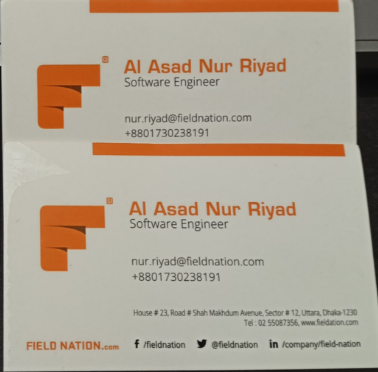 ®
Al Asad Nur Riyad
Software Engineer
nur.riyad@fieldnation.com
+8801730238191
®
Al Asad Nur Riyad
Software Engineer
nur.riyad@fieldnation.com
+8801730238191
House # 23, Road # Shah Makhdum Avenue, Sector # 12, Uttara, Dhaka-1230
Tel : 02 55087356, www.fieldation.com
FIELD NATION.com f /fieldnation @fieldnation in /company/field-nation